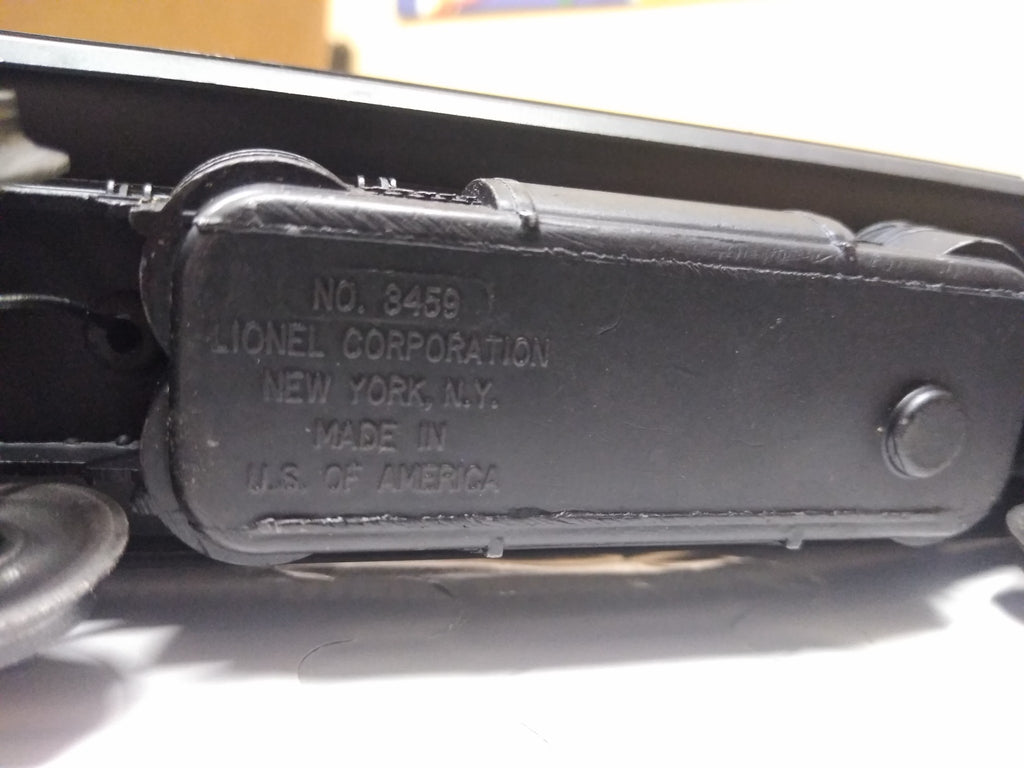 NO. 3459
LIONEL CORPORATION
NEW YORK, N.Y.
MADE IN
U.S. OF AMERICA